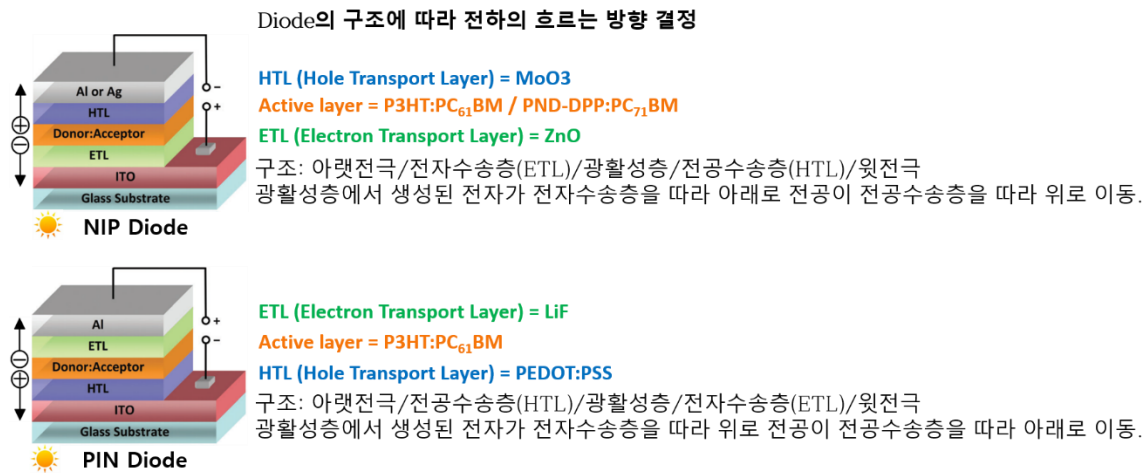 Diode의 구조에 따라 전하의 흐르는 방향 결정
Al or Ag
HTL
Donor:Acceptor
ETL
ITO
Glass Substrate
−
+
+
−
NIP Diode
HTL (Hole Transport Layer) = MoO3
Active layer = P3HT:PC₆₁BM / PND-DPP:PC₇₁BM
ETL (Electron Transport Layer) = ZnO
구조: 아랫전극/전자수송층(ETL)/광활성층/전공수송층(HTL)/윗전극
광활성층에서 생성된 전자가 전자수송층을 따라 아래로 전공이 전공수송층을 따라 위로 이동.
Al
ETL
Donor:Acceptor
HTL
ITO
Glass Substrate
+
−
−
+
PIN Diode
ETL (Electron Transport Layer) = LiF
Active layer = P3HT:PC₆₁BM
HTL (Hole Transport Layer) = PEDOT:PSS
구조: 아랫전극/전공수송층(HTL)/광활성층/전자수송층(ETL)/윗전극
광활성층에서 생성된 전자가 전자수송층을 따라 위로 전공이 전공수송층을 따라 아래로 이동.